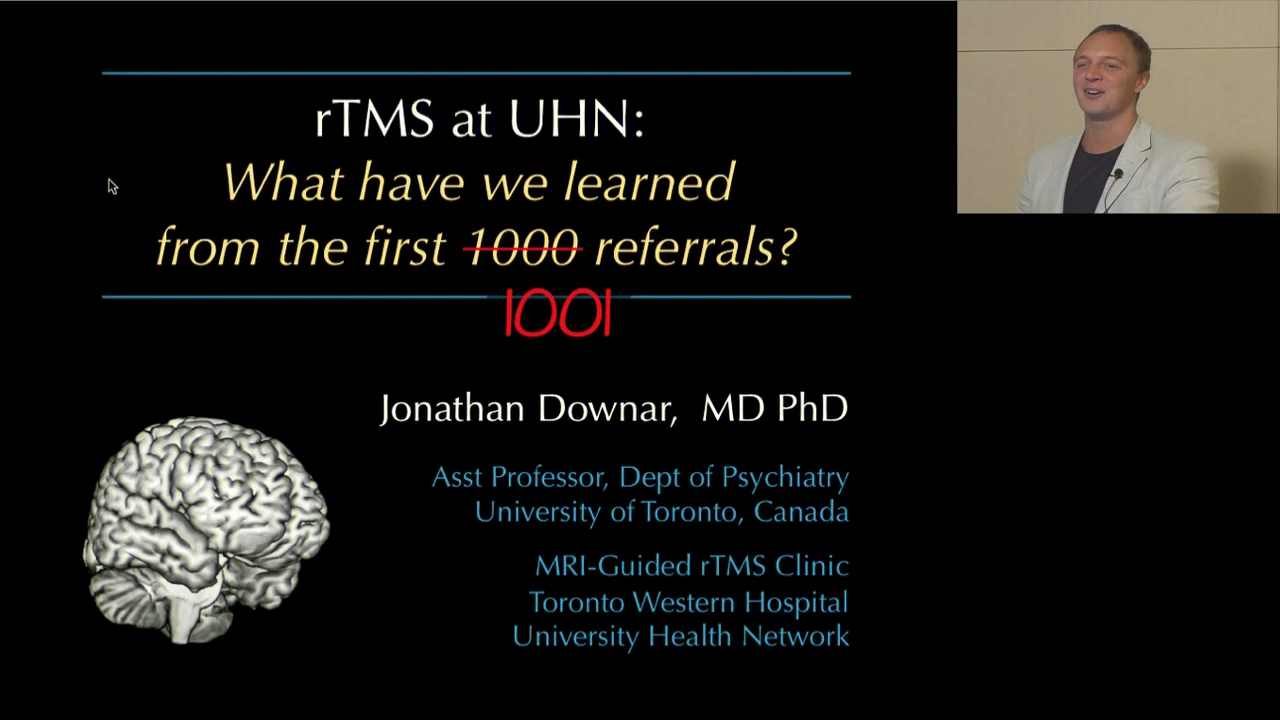 rTMS at UHN:
What have we learned
from the first 1000 referrals?
1001
Jonathan Downar, MD PhD
Asst Professor, Dept of Psychiatry
University of Toronto, Canada
MRI-Guided rTMS Clinic
Toronto Western Hospital
University Health Network